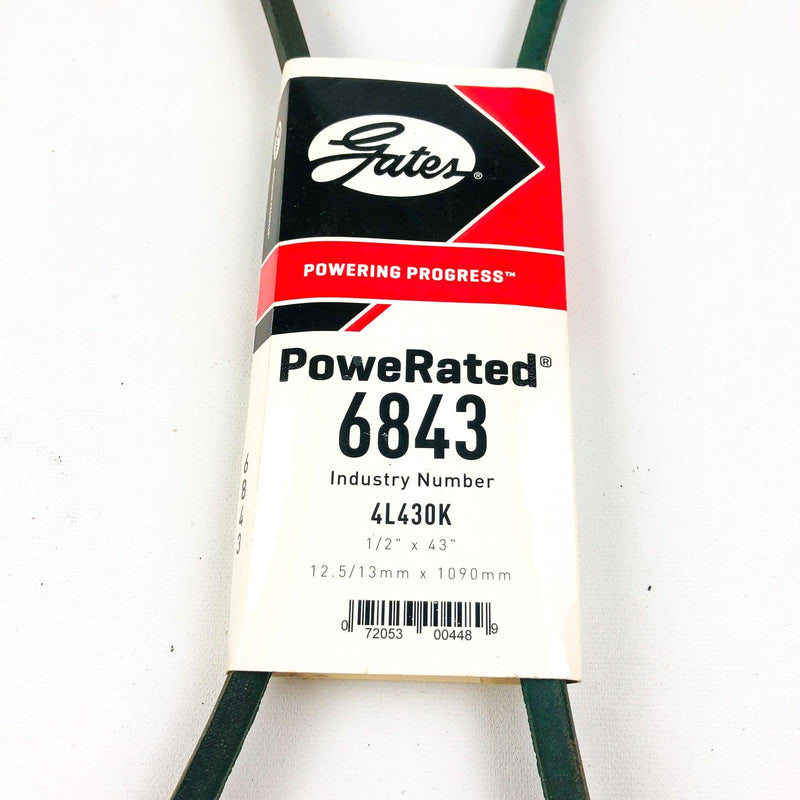 Gates®
POWERING PROGRESS™
PoweRated®
6843
Industry Number
4L430K
1/2" x 43"
12.5/13mm x 1090mm
0 72053 00448 9
6843